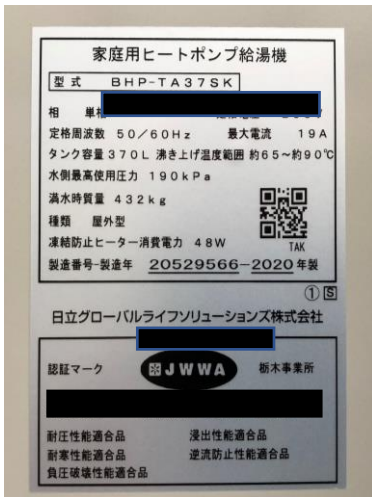 家庭用ヒートポンプ給湯機
型式 BHP-TA37SK
相 単相
定格周波数 50/60Hz 最大電流 19A
タンク容量 370L 沸き上げ温度範囲 約65~約90℃
水側最高使用圧力 190kPa
満水時質量 432kg
種類 屋外型
凍結防止ヒーター消費電力 48W
TAK
製造番号-製造年 20529566-2020年製
① S
日立グローバルライフソリューションズ株式会社
認証マーク JWWA 栃木事業所
耐圧性能適合品 浸出性能適合品
耐寒性能適合品 逆流防止性能適合品
負圧破壊性能適合品